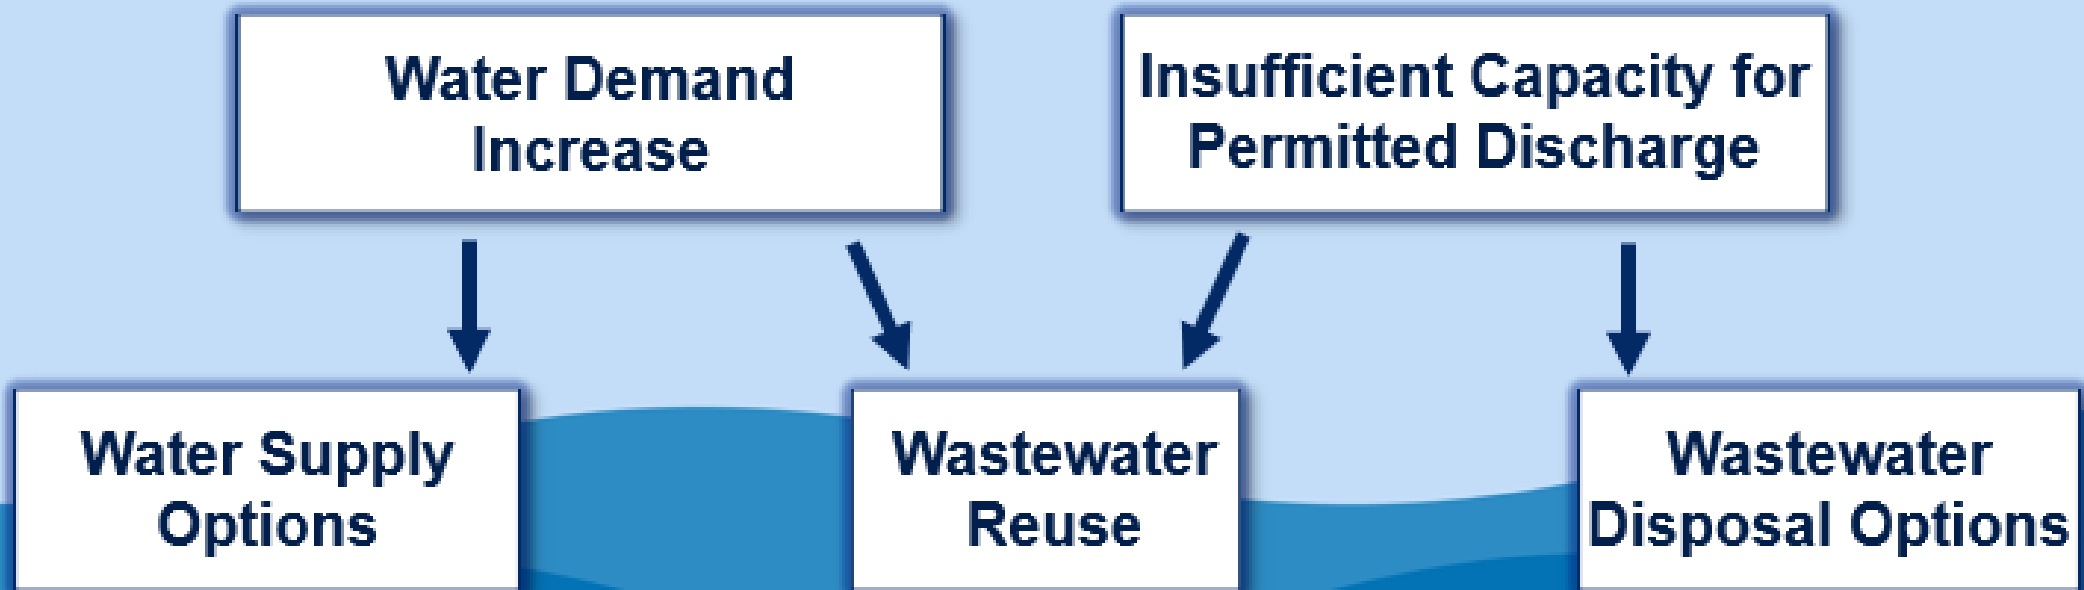 Water Demand
Increase
Insufficient Capacity for
Permitted Discharge
Water Supply
Options
Wastewater
Reuse
Wastewater
Disposal Options